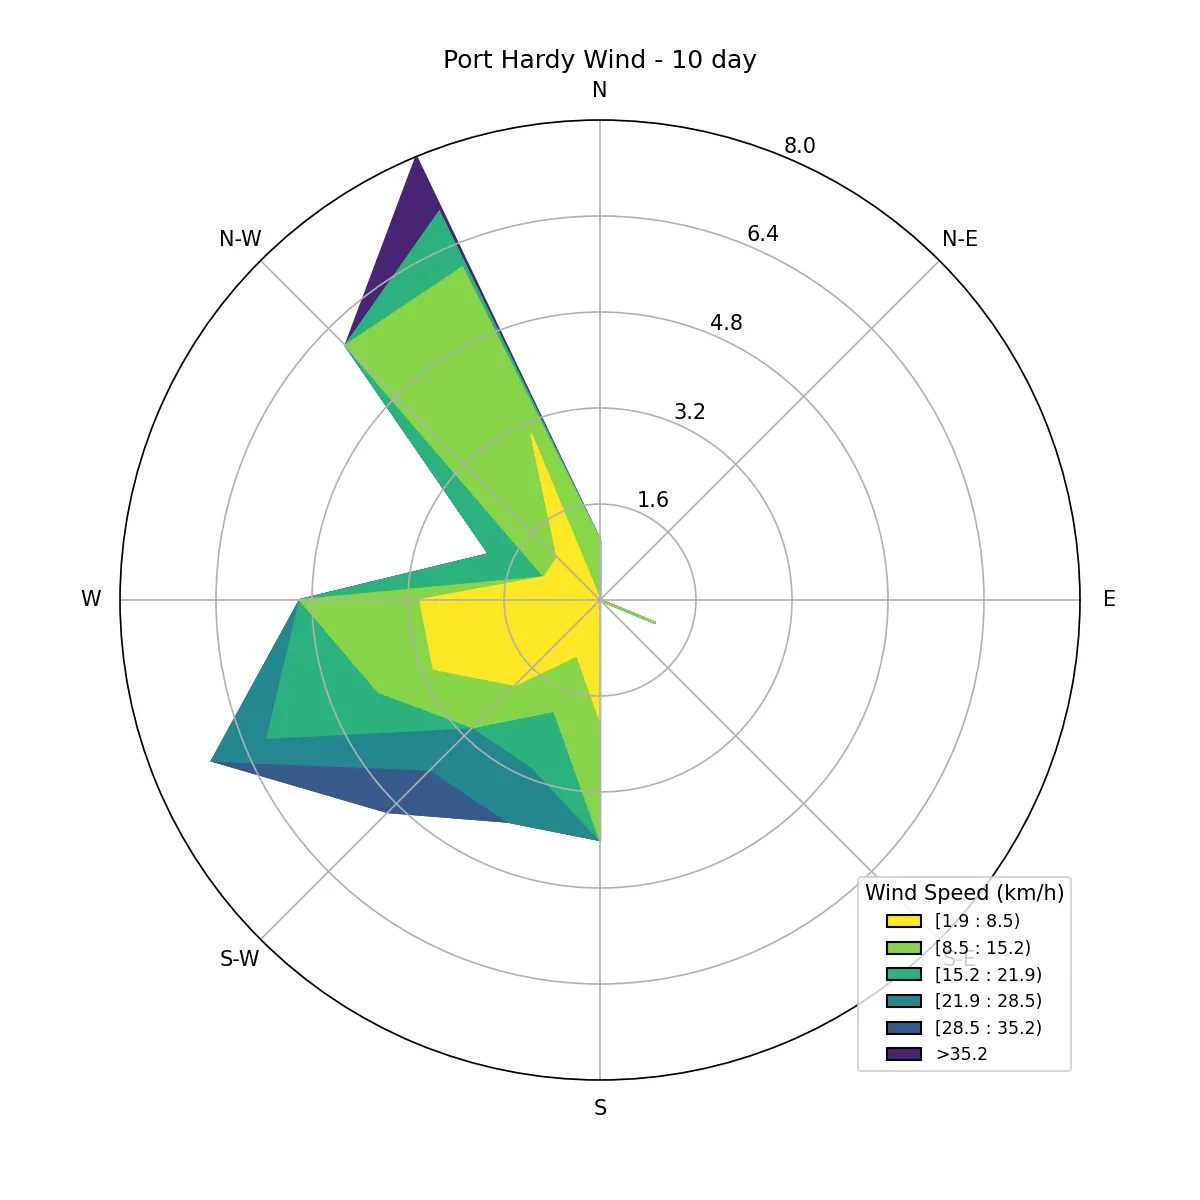 Port Hardy Wind - 10 day
N
8.0
N-W
6.4
N-E
4.8
3.2
1.6
W
E
S-W
S-E
S
Wind Speed (km/h)
[1.9 : 8.5)
[8.5 : 15.2)
[15.2 : 21.9)
[21.9 : 28.5)
[28.5 : 35.2)
>35.2